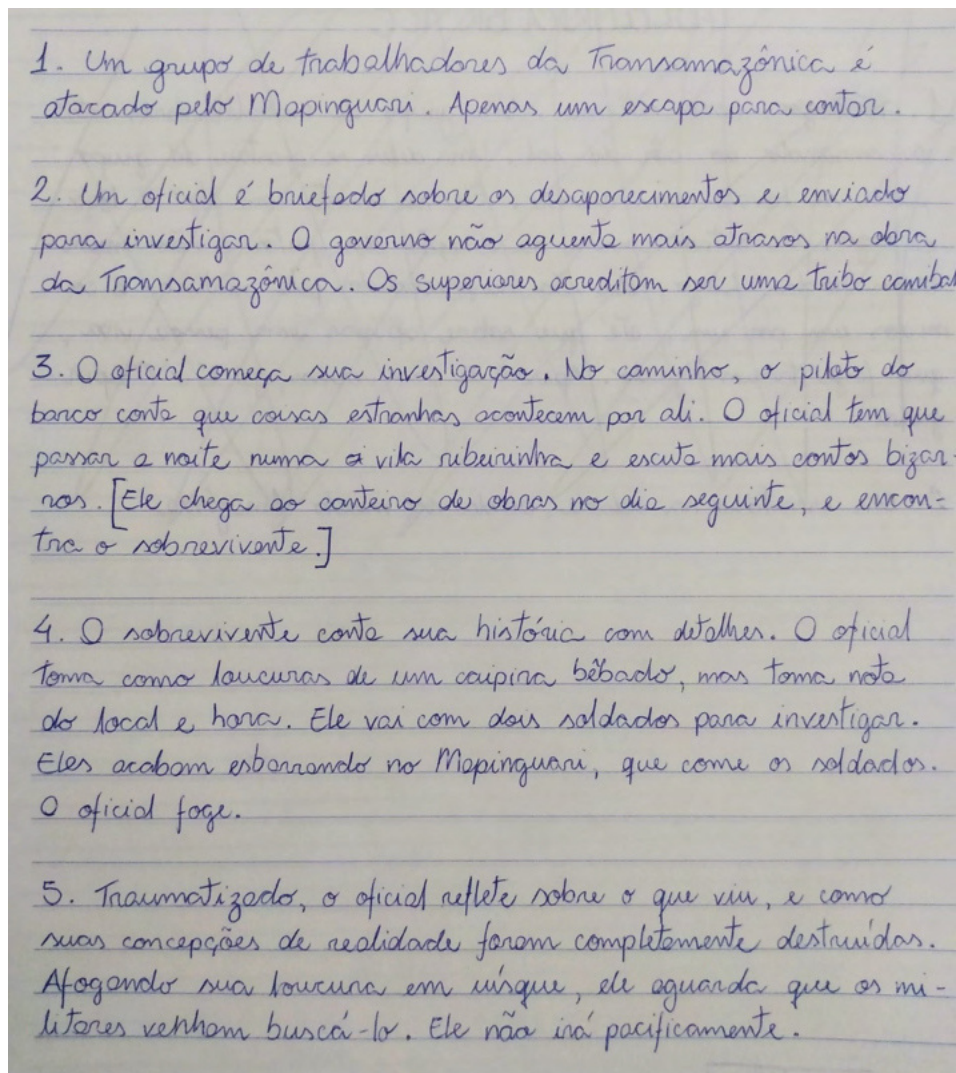 1. Um grupo de trabalhadores da Transamazônica é
atacado pelo Mapinguari. Apenas um escapa para contar.
2. Um oficial é briefado sobre os desaparecimentos e enviado
para investigar. O governo não aguenta mais atrasos na obra
da Transamazônica. Os superiores acreditam ser uma tribo canibal
3. O oficial começa sua investigação. No caminho, o piloto do
barco conta que coisas estranhas acontecem por ali. O oficial tem que
passar a noite numa vila ribeirinha e escuta mais contos bizar-
ros. [Ele chega ao canteiro de obras no dia seguinte, e encon-
tra o sobrevivente.]
4. O sobrevivente conta sua história com detalhes. O oficial
toma como loucuras de um caipira bêbado, mas toma nota
do local e hora. Ele vai com dois soldados para investigar.
Eles acabam esbarrando no Mapinguari, que come os soldados.
O oficial foge.
5. Traumatizado, o oficial reflete sobre o que viu, e como
suas concepções de realidade foram completamente destruídas.
Afogando sua loucura em uísque, ele aguarda que os mi-
litares venham buscá-lo. Ele não irá pacificamente.